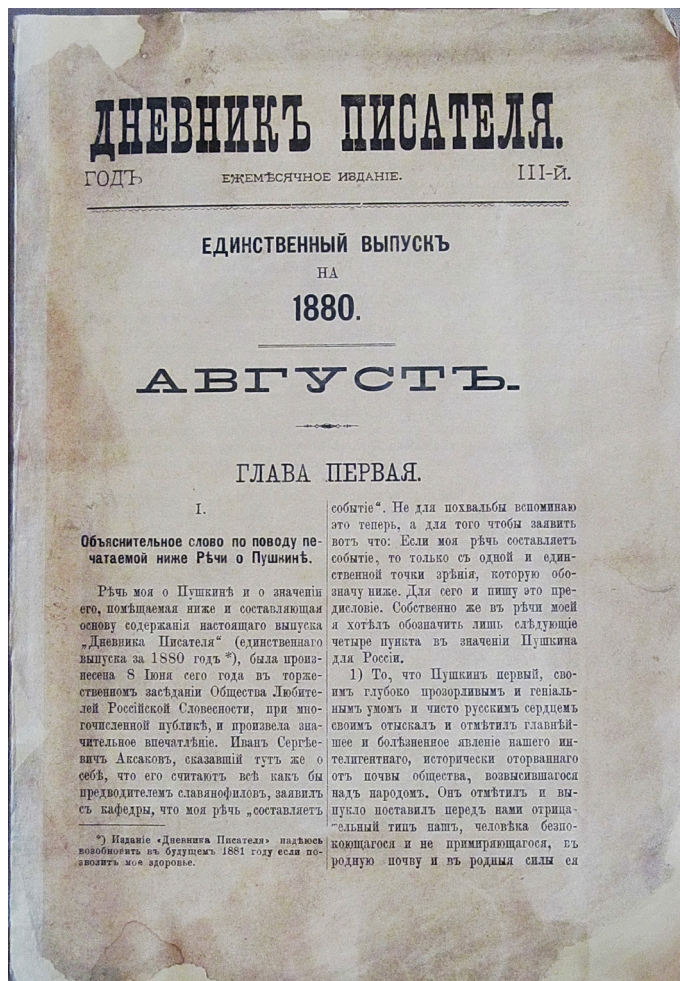 ДНЕВНИКЪ ПИСАТЕЛЯ.
ГОДЪ ЕЖЕМѢСЯЧНОЕ ИЗДАНІЕ. III-Й.
ЕДИНСТВЕННЫЙ ВЫПУСКЪ
НА
1880.
АВГУСТЪ.
ГЛАВА ПЕРВАЯ.
I.
Объяснительное слово по поводу пе-
чатаемой ниже Рѣчи о Пушкинѣ.
Рѣчь моя о Пушкинѣ и о значеніи
его, помѣщаемая ниже и составляющая
основу содержанія настоящаго выпуска
„Дневника Писателя“ (единственнаго
выпуска за 1880 годъ *), была произ-
несена 8 Іюня сего года въ торже-
ственномъ засѣданіи Общества Любите-
лей Россійской Словесности, при мно-
гочисленной публикѣ, и произвела зна-
чительное впечатлѣніе. Иванъ Сергѣе-
вичъ Аксаковъ, сказавшій тутъ же о
себѣ, что его считаютъ всѣ какъ бы
предводителемъ славянофиловъ, заявилъ
съ кафедры, что моя рѣчь „составляетъ
*) Изданіе «Дневника Писателя» надѣюсь
возобновить въ будущемъ 1881 году если по-
зволитъ мое здоровье.
событіе“. Не для похвальбы вспоминаю
это теперь, а для того чтобы заявить
вотъ что: Если моя рѣчь составляетъ
событіе, то только съ одной и един-
ственной точки зрѣнія, которую обо-
значу ниже. Для сего и пишу это пре-
дисловіе. Собственно же въ рѣчи моей
я хотѣлъ обозначить лишь слѣдующіе
четыре пункта въ значеніи Пушкина
для Россіи.
1) То, что Пушкинъ первый, сво-
имъ глубоко прозорливымъ и геніаль-
нымъ умомъ и чисто русскимъ сердцемъ
своимъ отыскалъ и отмѣтилъ главнѣй-
шее и болѣзненное явленіе нашего ин-
телигентнаго, исторически оторваннаго
отъ почвы общества, возвысившагося
надъ народомъ. Онъ отмѣтилъ и вы-
пукло поставилъ передъ нами отрица-
тельный типъ нашъ, человѣка безпо-
коющагося и не примиряющагося, въ
родную почву и въ родныя силы ея